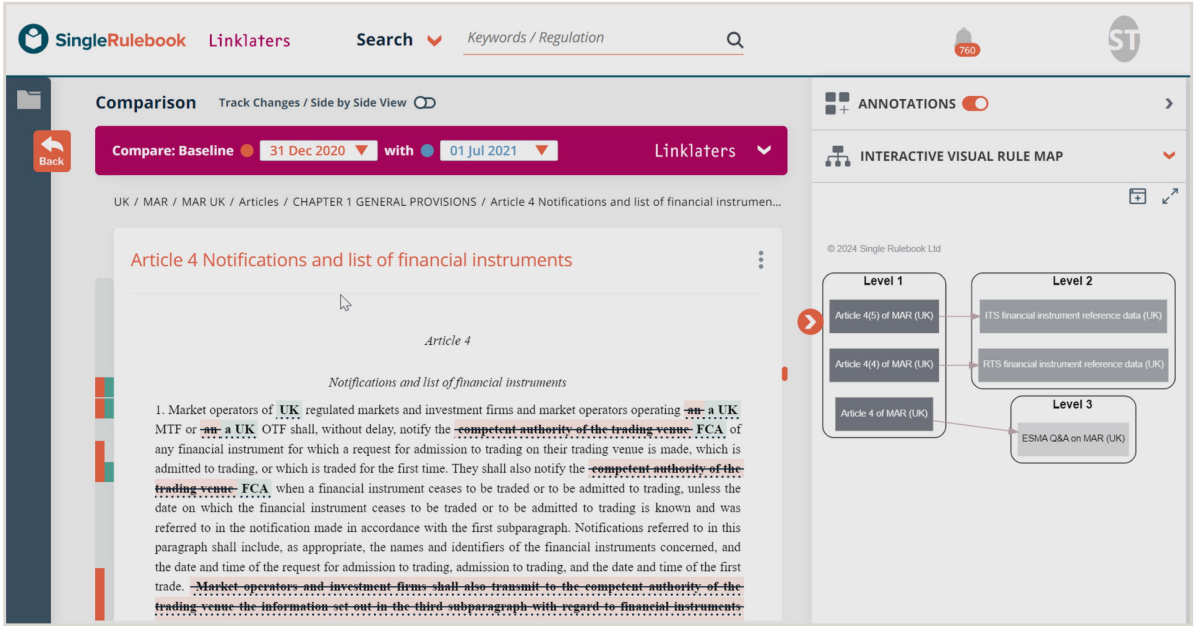 SingleRulebook Linklaters Search Keywords / Regulation 760 ST
Comparison Track Changes / Side by Side View
Back
Compare: Baseline 31 Dec 2020 with 01 Jul 2021 Linklaters
UK / MAR / MAR UK / Articles / CHAPTER 1 GENERAL PROVISIONS / Article 4 Notifications and list of financial instrumen...
Article 4 Notifications and list of financial instruments
Article 4
Notifications and list of financial instruments
1. Market operators of UK regulated markets and investment firms and market operators operating an a UK
MTF or an a UK OTF shall, without delay, notify the competent authority of the trading venue FCA of
any financial instrument for which a request for admission to trading on their trading venue is made, which is
admitted to trading, or which is traded for the first time. They shall also notify the competent authority of the
trading venue FCA when a financial instrument ceases to be traded or to be admitted to trading, unless the
date on which the financial instrument ceases to be traded or to be admitted to trading is known and was
referred to in the notification made in accordance with the first subparagraph. Notifications referred to in this
paragraph shall include, as appropriate, the names and identifiers of the financial instruments concerned, and
the date and time of the request for admission to trading, admission to trading, and the date and time of the first
trade. Market operators and investment firms shall also transmit to the competent authority of the
trading venue the information set out in the third subparagraph with regard to financial instruments
ANNOTATIONS
INTERACTIVE VISUAL RULE MAP
© 2024 Single Rulebook Ltd
Level 1
Article 4(5) of MAR (UK)
Article 4(4) of MAR (UK)
Article 4 of MAR (UK)
Level 2
ITS financial instrument reference data (UK)
RTS financial instrument reference data (UK)
Level 3
ESMA Q&A on MAR (UK)